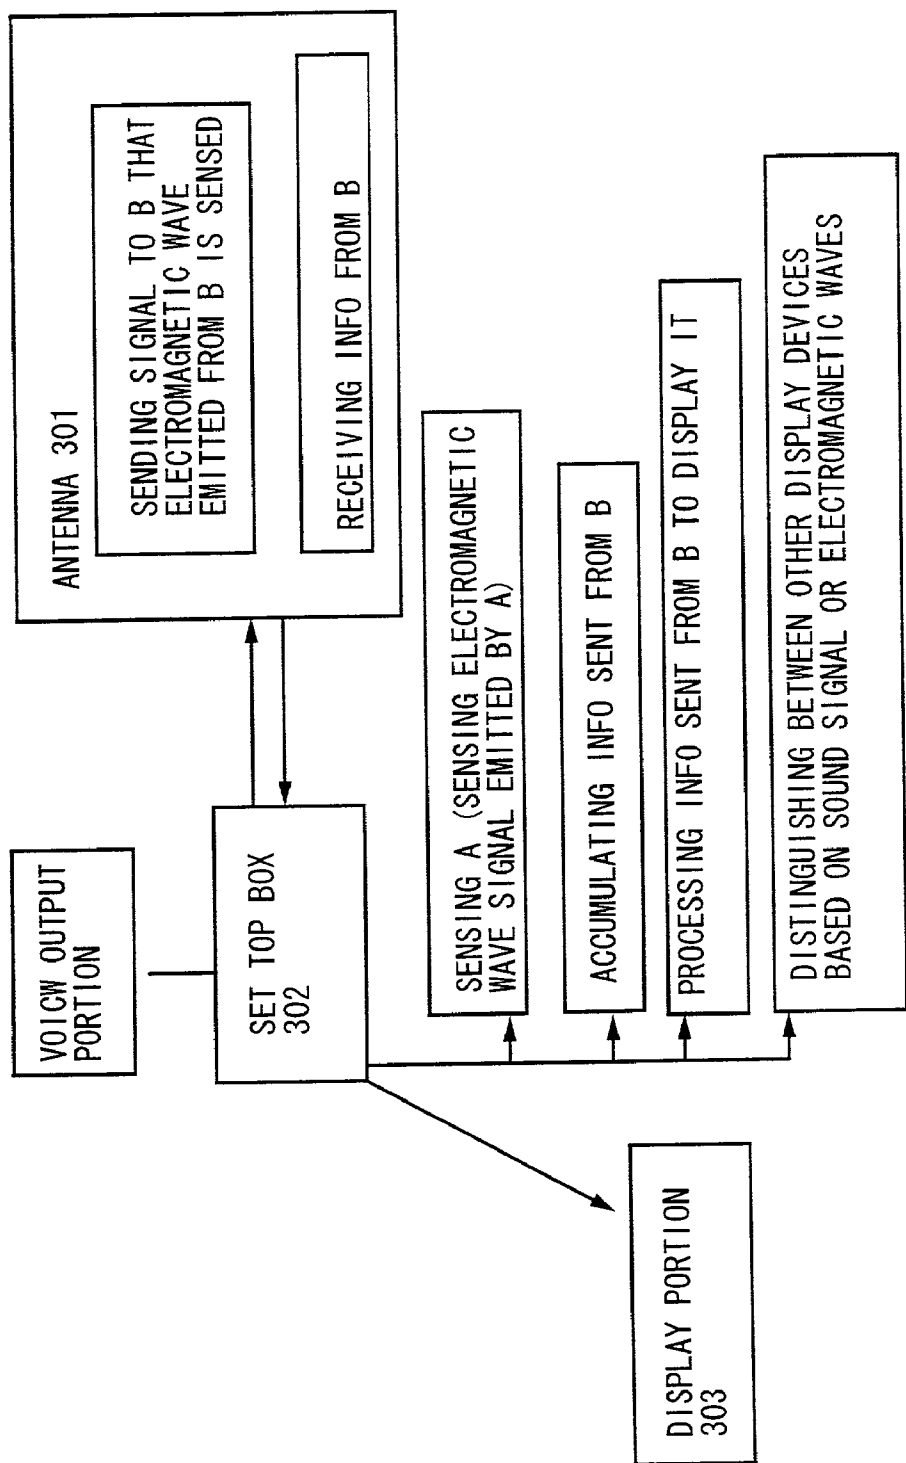 VOICW OUTPUT
PORTION
SET TOP BOX
302
ANTENNA 301
SENDING SIGNAL TO B THAT
ELECTROMAGNETIC WAVE
EMITTED FROM B IS SENSED
RECEIVING INFO FROM B
SENSING A (SENSING ELECTROMAGNETIC
WAVE SIGNAL EMITTED BY A)
ACCUMULATING INFO SENT FROM B
PROCESSING INFO SENT FROM B TO DISPLAY IT
DISTINGUISHING BETWEEN OTHER DISPLAY DEVICES
BASED ON SOUND SIGNAL OR ELECTROMAGNETIC WAVES
DISPLAY PORTION
303